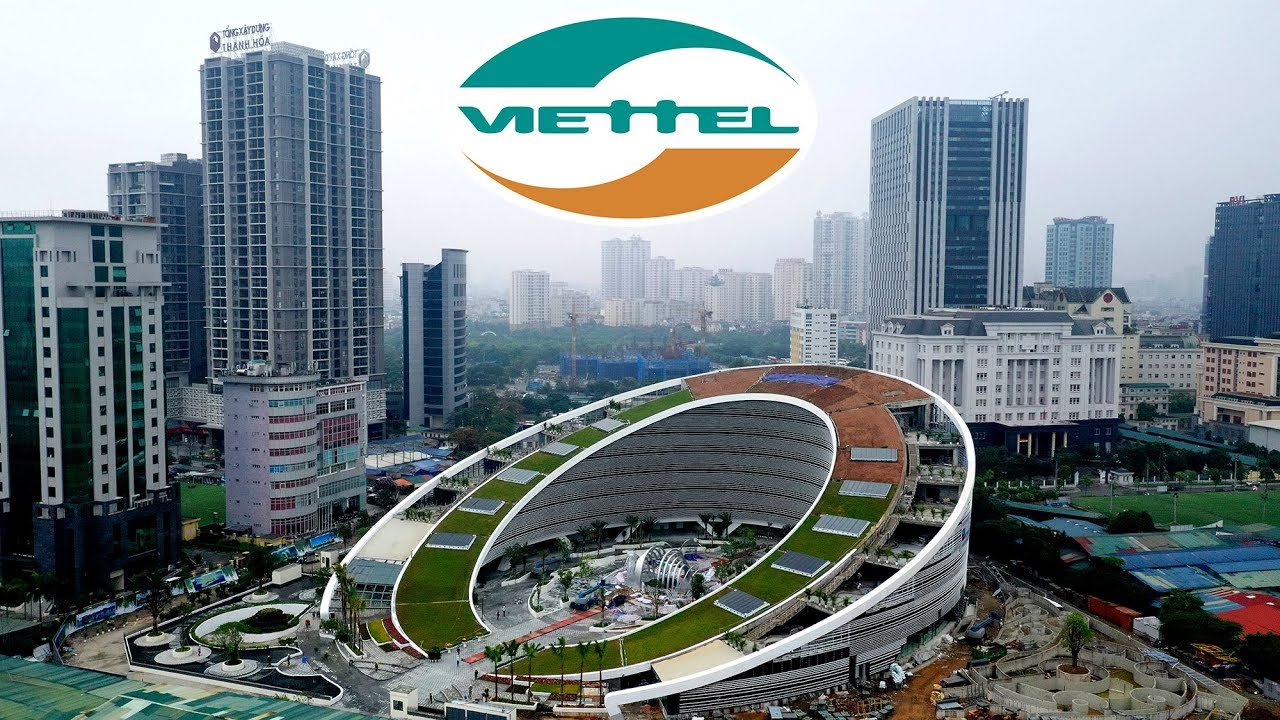 TỔNG XÂY DỰNG
THANH HÓA
VIETTEL